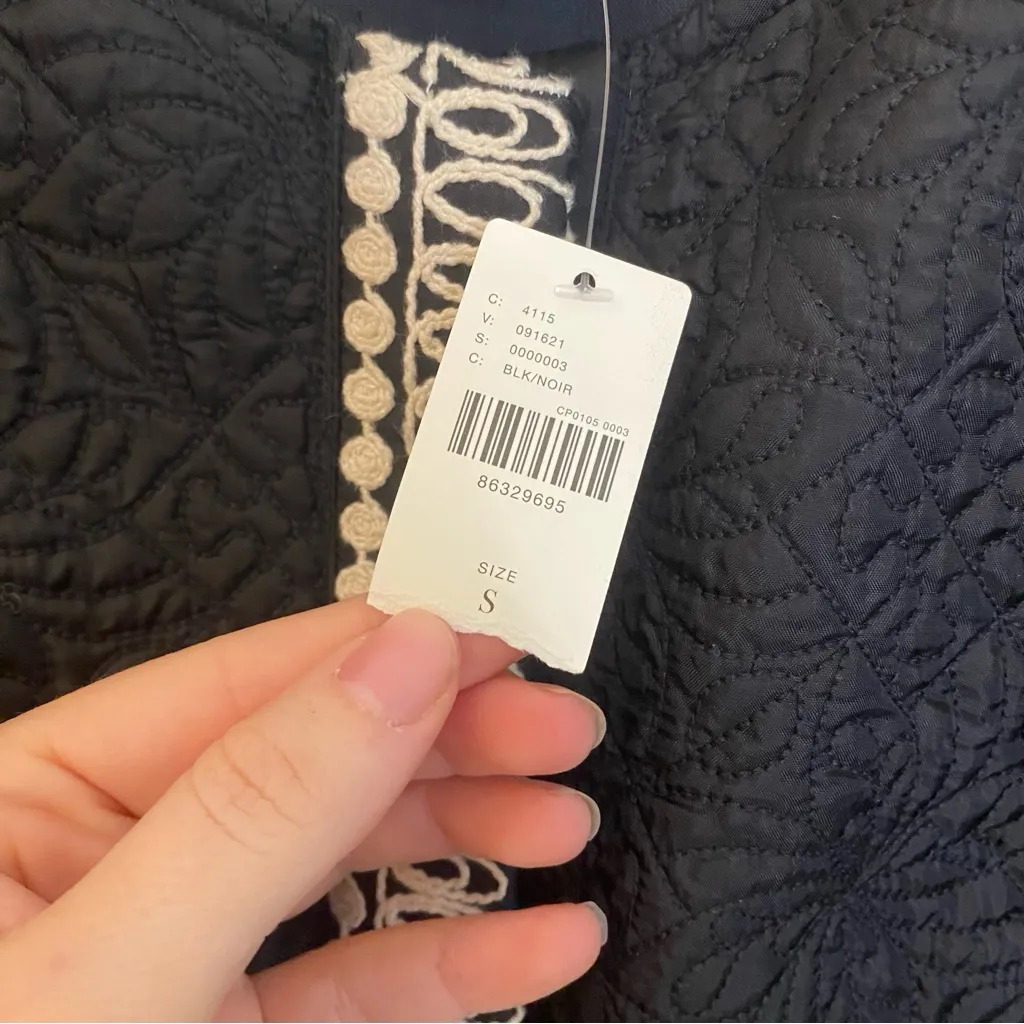 C: 4115
V: 091621
S: 0000003
C: BLK/NOIR
CP0105 0003
86329695
SIZE
S